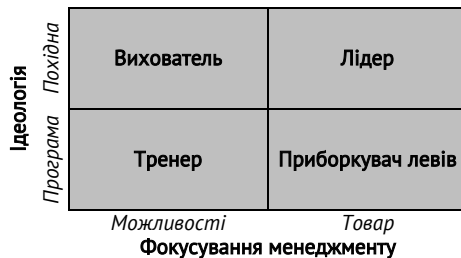 Ідеологія
Похідна
Вихователь
Лідер
Програма
Тренер
Приборкувач левів
Можливості
Товар
Фокусування менеджменту